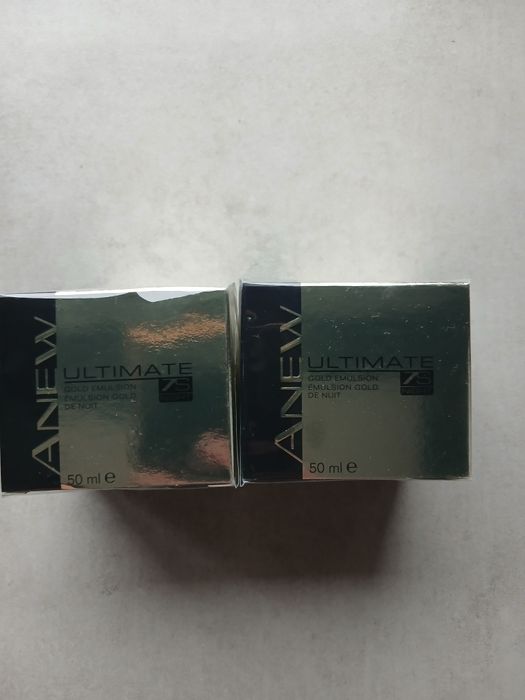 ANEW
ULTIMATE
GOLD EMULSION
EMULSION GOLD
DE NUIT
50 ml e
ANEW
ULTIMATE
GOLD EMULSION
EMULSION GOLD
DE NUIT
50 ml e